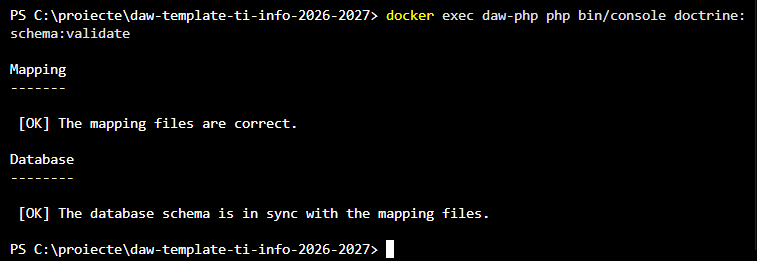 PS C:\proiecte\daw-template-ti-info-2026-2027> docker exec daw-php php bin/console doctrine:
schema:validate
Mapping
-------
[OK] The mapping files are correct.
Database
--------
[OK] The database schema is in sync with the mapping files.
PS C:\proiecte\daw-template-ti-info-2026-2027>